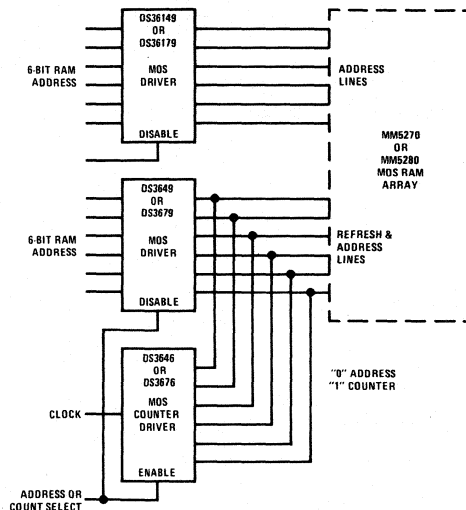 DS36149
OR
DS36179
MOS
DRIVER
DISABLE
6-BIT RAM
ADDRESS
ADDRESS
LINES
MM5270
OR
MM5280
MOS RAM
ARRAY
DS3649
OR
DS3679
MOS
DRIVER
DISABLE
6-BIT RAM
ADDRESS
REFRESH &
ADDRESS
LINES
DS3646
OR
DS3676
MOS
COUNTER
DRIVER
ENABLE
CLOCK
"0" ADDRESS
"1" COUNTER
ADDRESS OR
COUNT SELECT